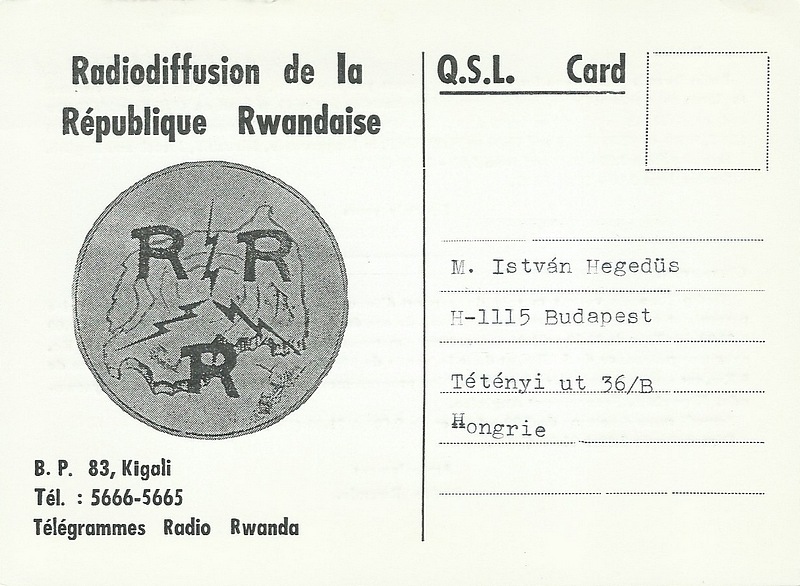 Radiodiffusion de la
République Rwandaise
R R
R
B. P. 83, Kigali
Tél. : 5666-5665
Télégrammes Radio Rwanda
Q.S.L. Card
M. István Hegedüs
H-1115 Budapest
Tétényi ut 36/B
Hongrie